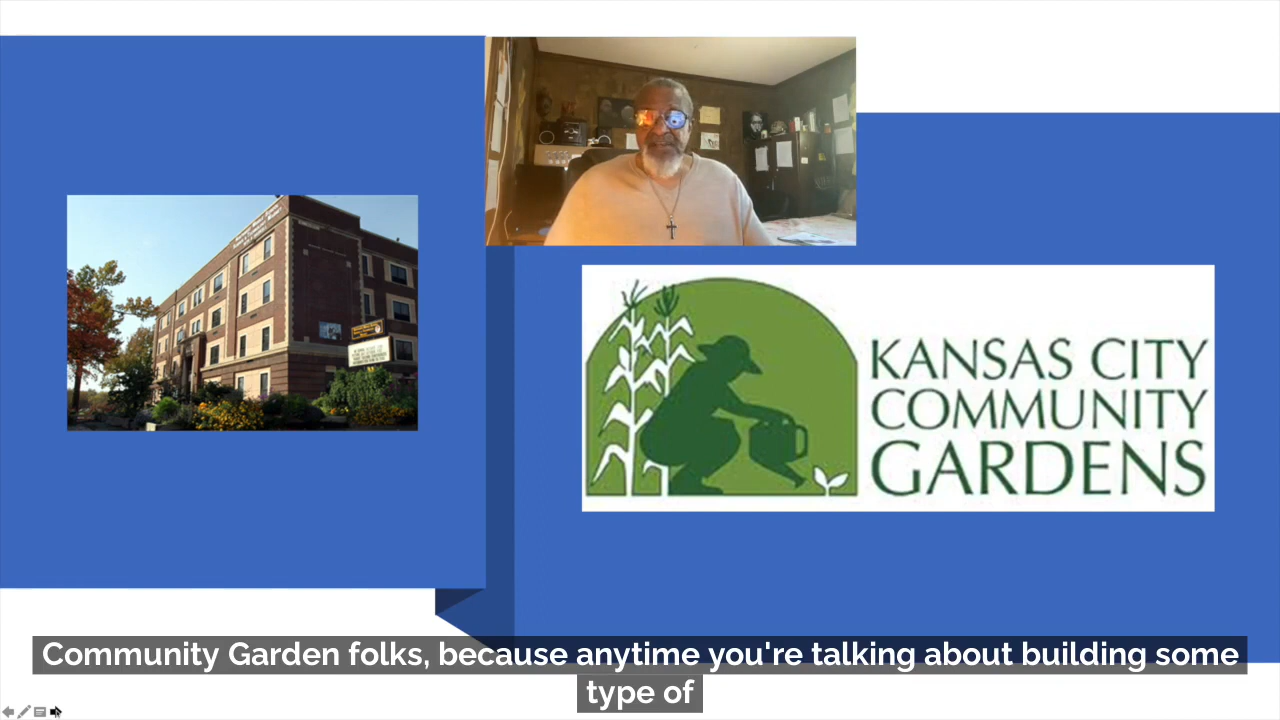 KANSAS CITY
COMMUNITY
GARDENS
Community Garden folks, because anytime you're talking about building some
type of